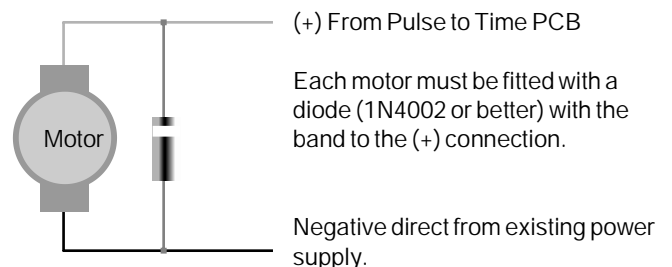 (+) From Pulse to Time PCB
Each motor must be fitted with a
diode (1N4002 or better) with the
band to the (+) connection.
Motor
Negative direct from existing power
supply.